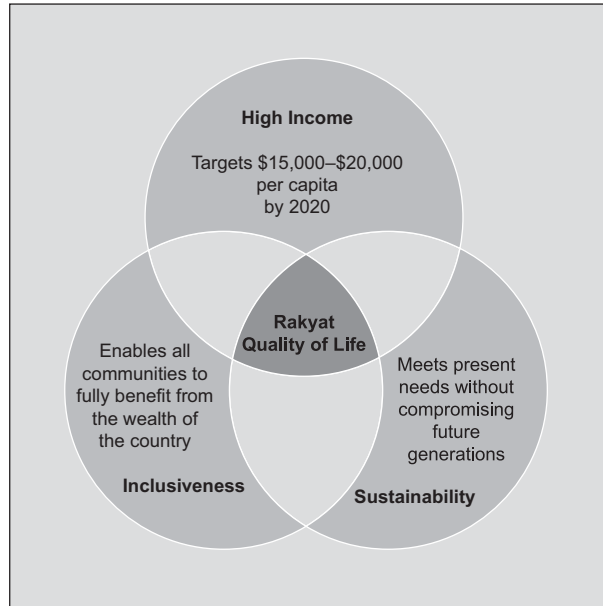 High Income
Targets $15,000–$20,000
per capita
by 2020
Rakyat
Quality of Life
Enables all
communities to
fully benefit from
the wealth of
the country
Inclusiveness
Meets present
needs without
compromising
future
generations
Sustainability